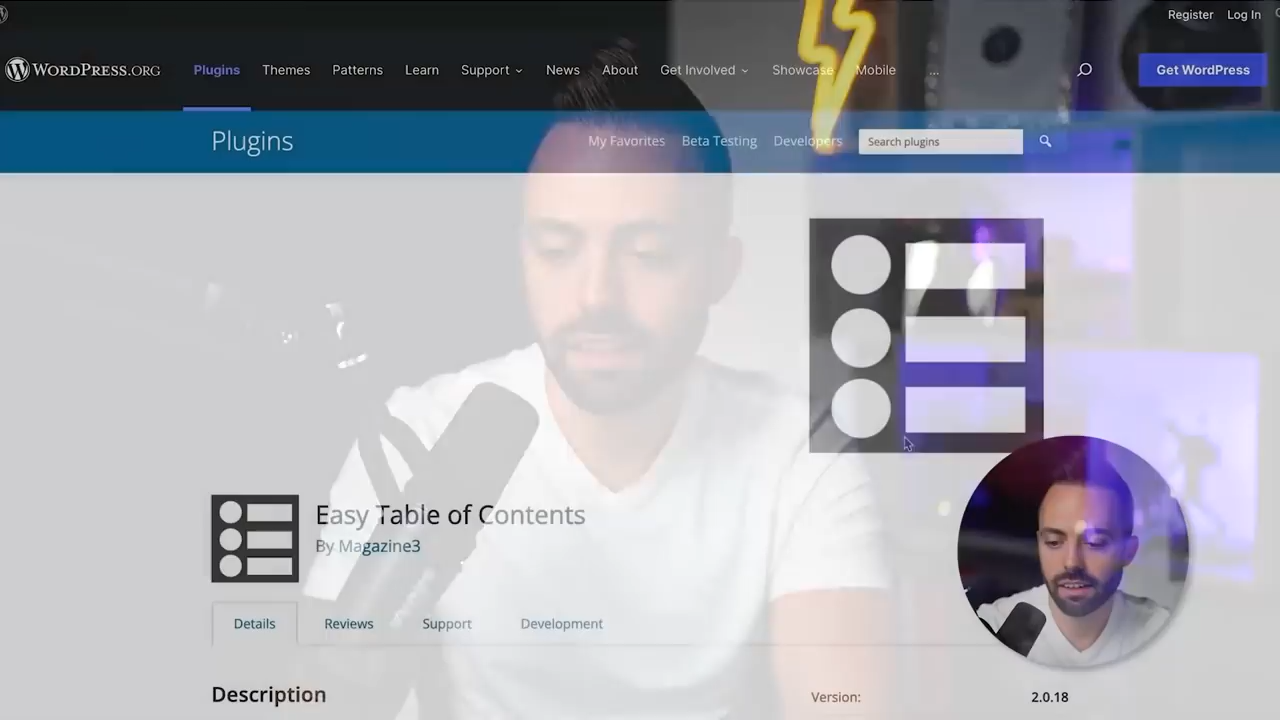 Register Log In
WORDPRESS.ORG Plugins Themes Patterns Learn Support News About Get Involved Showcase Mobile ... Get WordPress
Plugins My Favorites Beta Testing Developers Search plugins
Easy Table of Contents
By Magazine3
Details Reviews Support Development
Description Version: 2.0.18